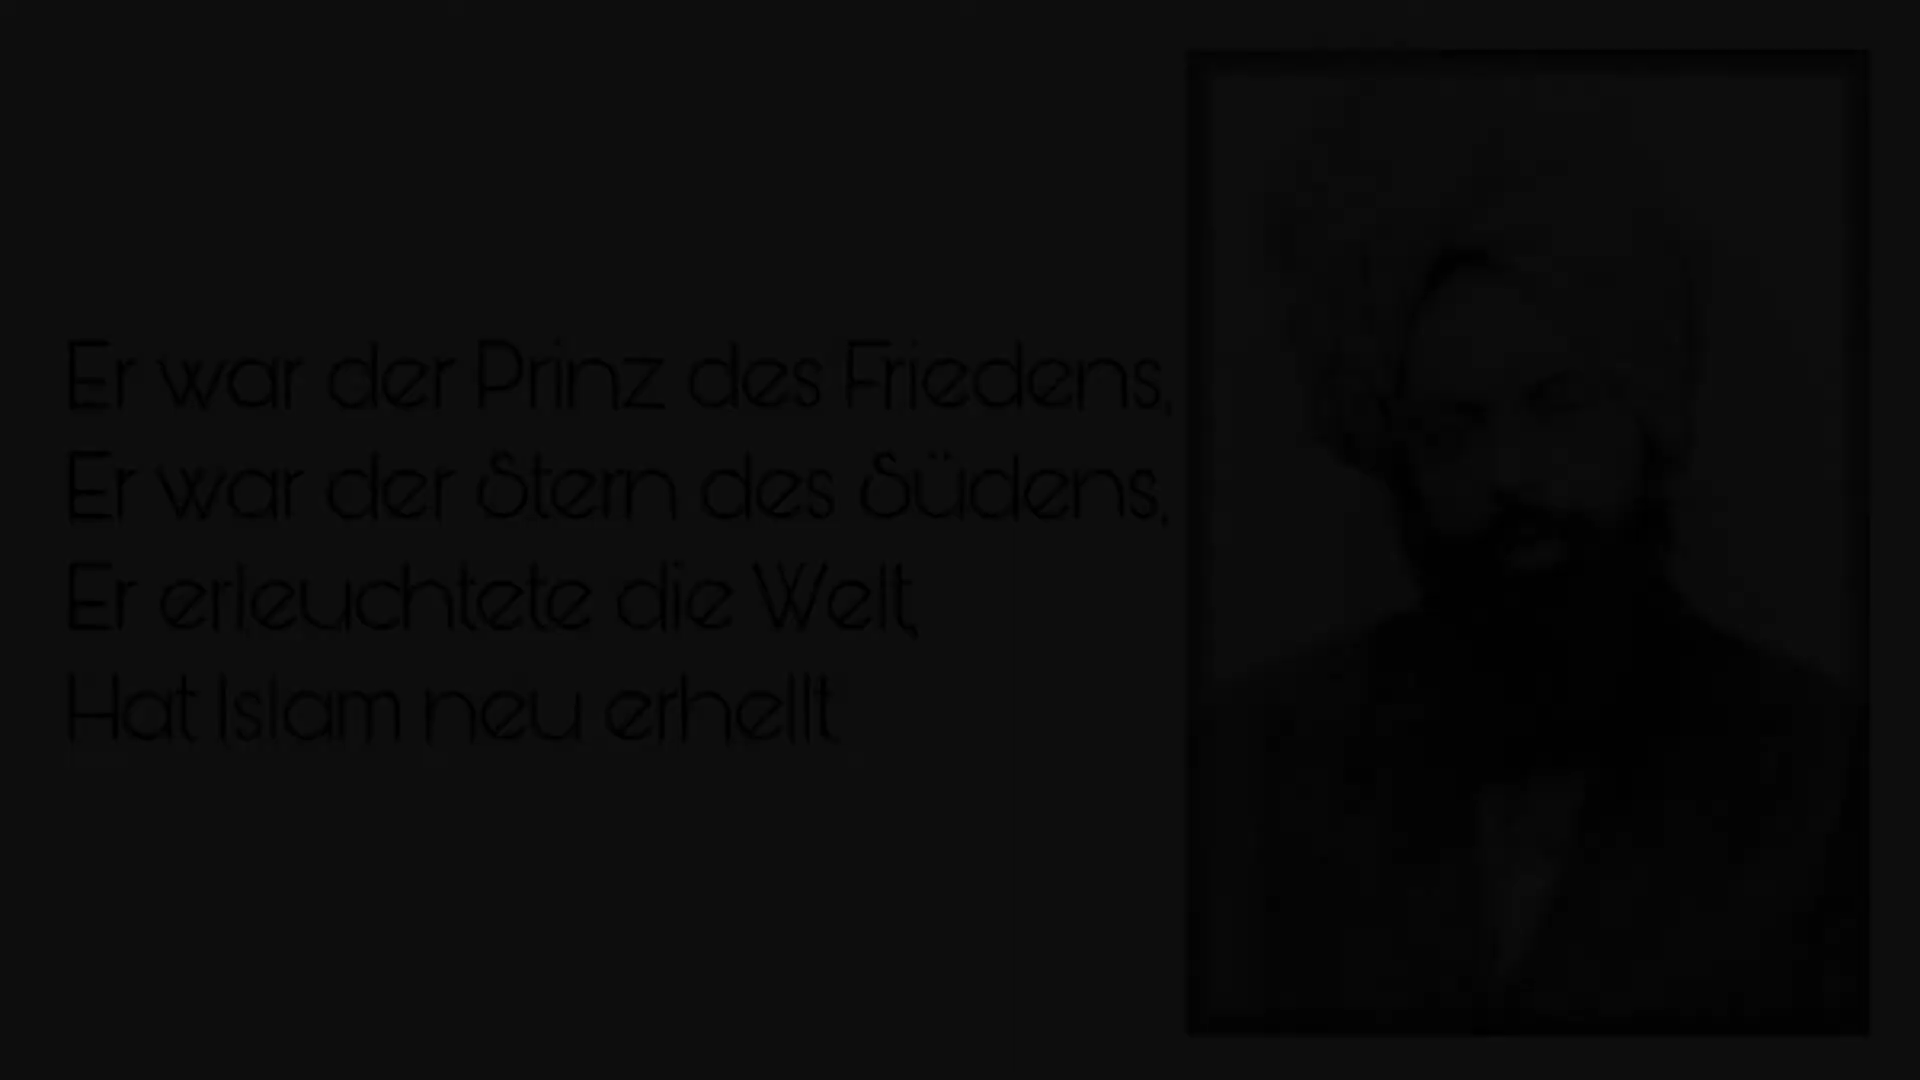 Er war der Prinz des Friedens,
Er war der Stern des Südens,
Er erleuchtete die Welt,
Hat Islam neu erhellt.